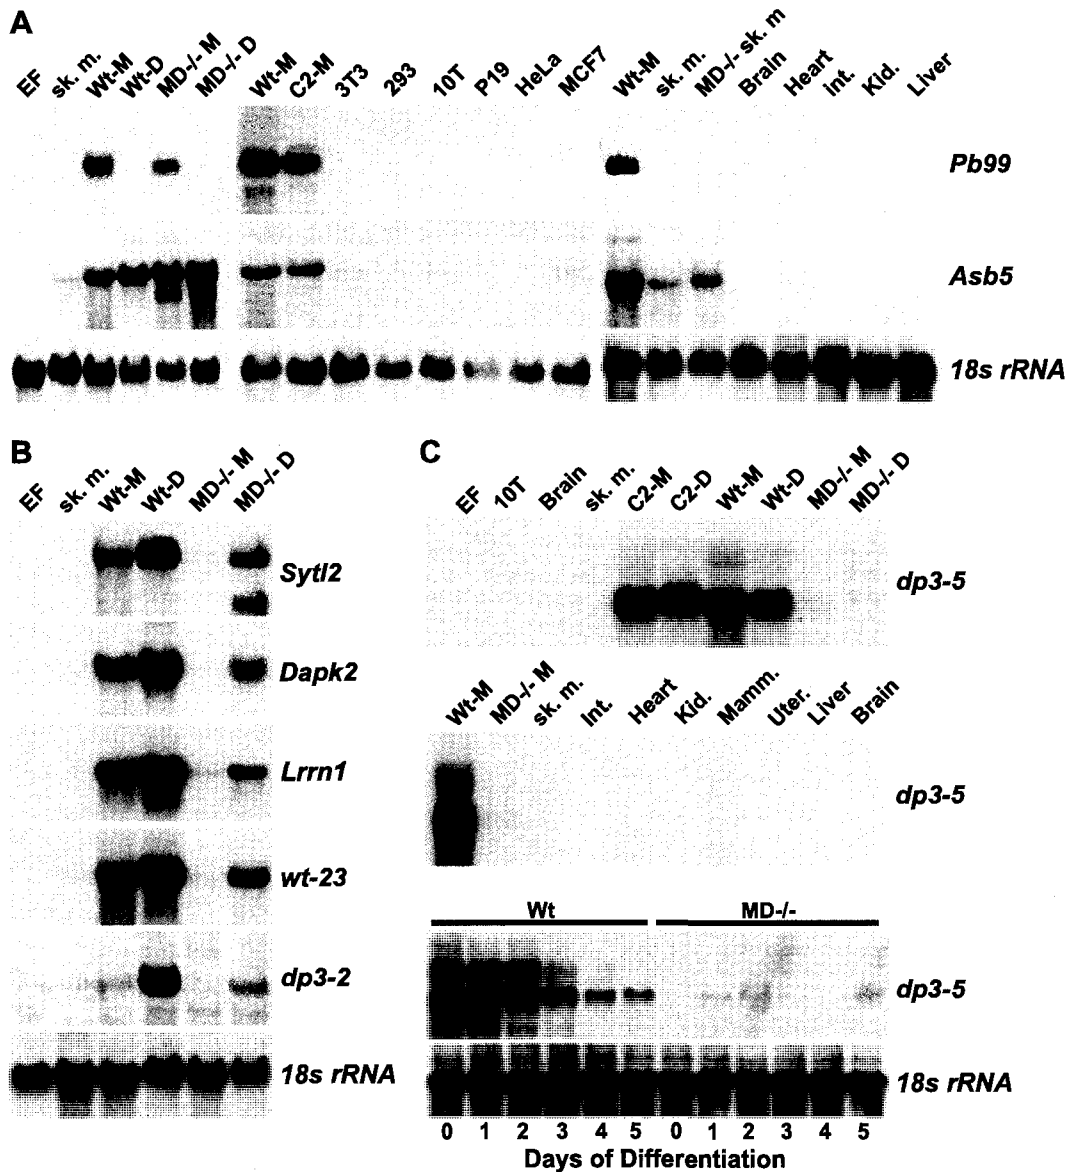 A
EF sk. m. Wt-M Wt-D MD-/- M MD-/- D Wt-M C2-M 3T3 293 10T P19 HeLa MCF7 Wt-M sk. m. MD-/- sk. m Brain Heart Int. Kid. Liver
Pb99
Asb5
18s rRNA
B
EF sk. m. Wt-M Wt-D MD-/- M MD-/- D
Sytl2
Dapk2
Lrrn1
wt-23
dp3-2
18s rRNA
C
EF 10T Brain sk. m. C2-M C2-D Wt-M Wt-D MD-/- M MD-/- D
dp3-5
Wt-M MD-/- M sk. m. Int. Heart Kid. Mamm. Uter. Liver Brain
dp3-5
Wt MD-/-
dp3-5
18s rRNA
0 1 2 3 4 5 0 1 2 3 4 5
Days of Differentiation